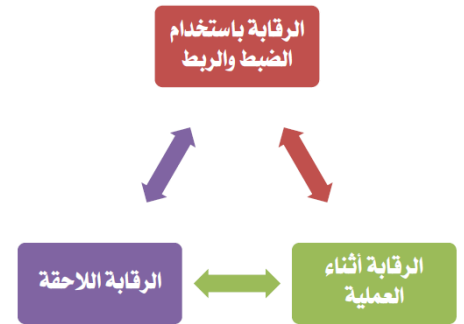 الرقابة باستخدام
الضبط والربط
الرقابة أثناء
العملية
الرقابة اللاحقة